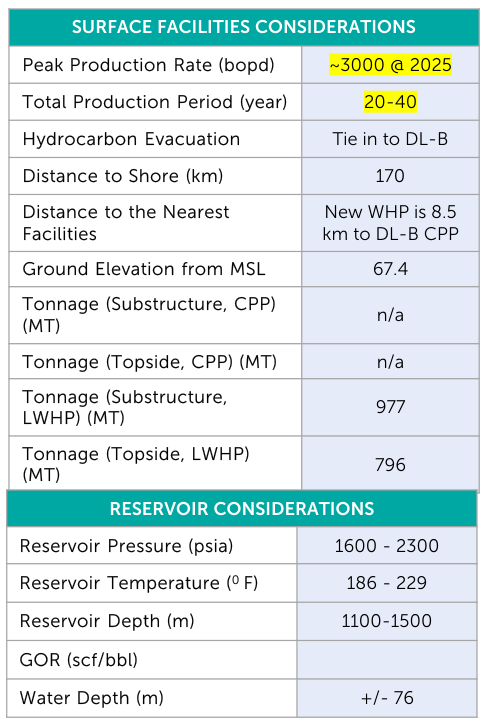 SURFACE FACILITIES CONSIDERATIONS
Peak Production Rate (bopd) ~3000 @ 2025
Total Production Period (year) 20-40
Hydrocarbon Evacuation Tie in to DL-B
Distance to Shore (km) 170
Distance to the Nearest
Facilities
New WHP is 8.5
km to DL-B CPP
Ground Elevation from MSL 67.4
Tonnage (Substructure, CPP)
(MT)
n/a
Tonnage (Topside, CPP) (MT) n/a
Tonnage (Substructure,
LWHP) (MT)
977
Tonnage (Topside, LWHP)
(MT)
796
RESERVOIR CONSIDERATIONS
Reservoir Pressure (psia) 1600 - 2300
Reservoir Temperature (⁰ F) 186 - 229
Reservoir Depth (m) 1100-1500
GOR (scf/bbl)
Water Depth (m) +/- 76